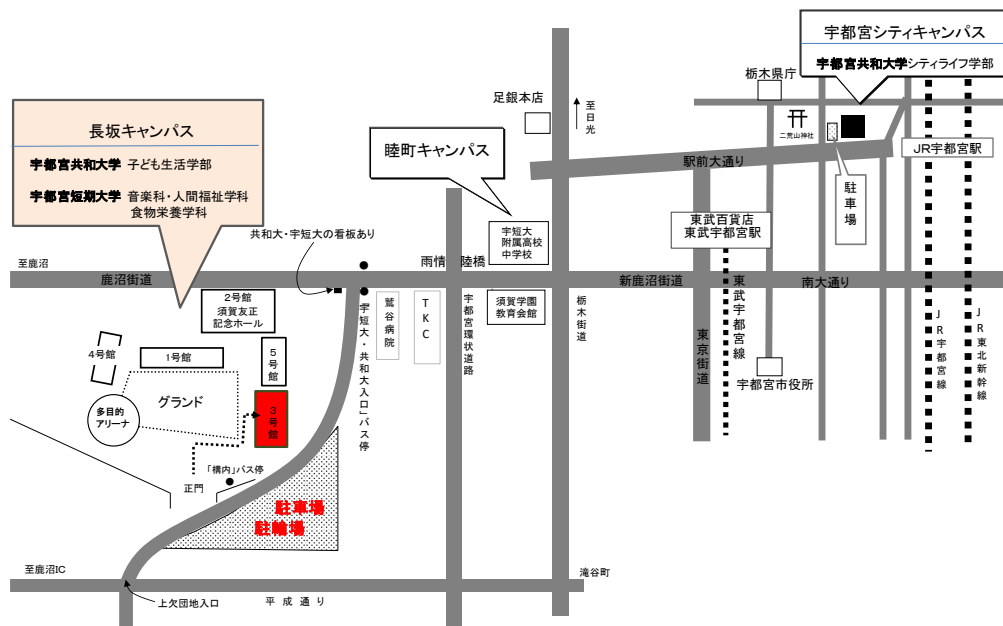 宇都宮シティキャンパス
宇都宮共和大学シティライフ学部
栃木県庁
足銀本店
至日光
二荒山神社
JR宇都宮駅
駅前大通り
駐車場
長坂キャンパス
宇都宮共和大学 子ども生活学部
宇都宮短期大学 音楽科・人間福祉学科
食物栄養学科
睦町キャンパス
宇短大
附属高校
中学校
東武百貨店
東武宇都宮駅
共和大・宇短大の看板あり
雨情陸橋
至鹿沼
鹿沼街道
新鹿沼街道
南大通り
2号館
須賀友正
記念ホール
「宇短大・共和大入口」バス停
鷲谷病院
TKC
宇都宮環状道路
須賀学園
教育会館
栃木街道
東京街道
東武宇都宮線
宇都宮市役所
JR宇都宮線
JR東北新幹線
4号館
1号館
5号館
グランド
3号館
多目的
アリーナ
「構内」バス停
正門
駐車場
駐輪場
至鹿沼IC
滝谷町
上欠団地入口
平成通り